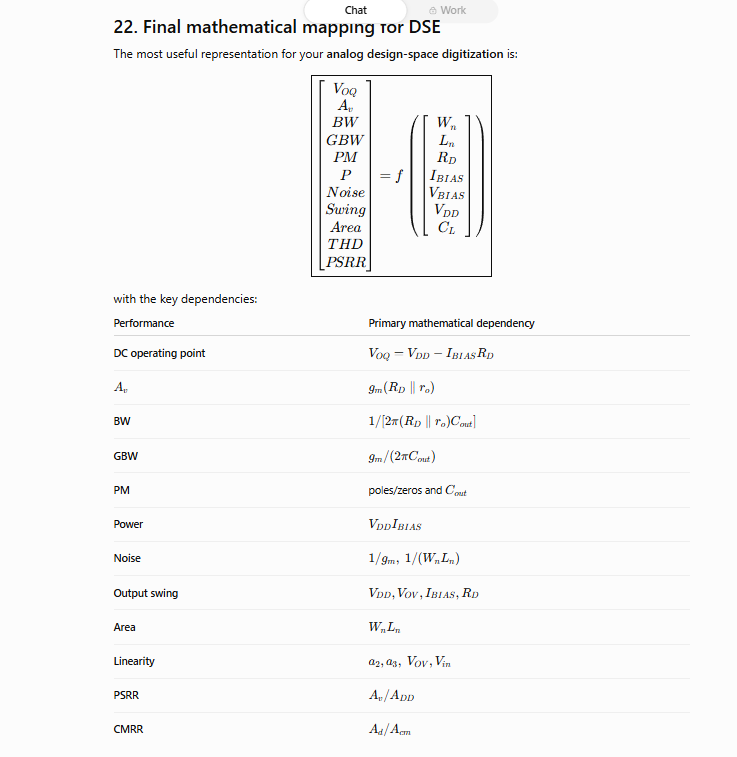 Chat
Work
22. Final mathematical mapping for DSE
The most useful representation for your analog design-space digitization is:
V_OQ
A_v
BW
GBW
PM
P
Noise
Swing
Area
THD
PSRR
= f
W_n
L_n
R_D
I_BIAS
V_BIAS
V_DD
C_L
with the key dependencies:
Performance Primary mathematical dependency
DC operating point V_OQ = V_DD − I_BIAS R_D
A_v g_m(R_D ∥ r_o)
BW 1/[2π(R_D ∥ r_o)C_out]
GBW g_m/(2πC_out)
PM poles/zeros and C_out
Power V_DD I_BIAS
Noise 1/g_m, 1/(W_n L_n)
Output swing V_DD, V_OV, I_BIAS, R_D
Area W_n L_n
Linearity a_2, a_3, V_OV, V_in
PSRR A_v/A_DD
CMRR A_d/A_cm